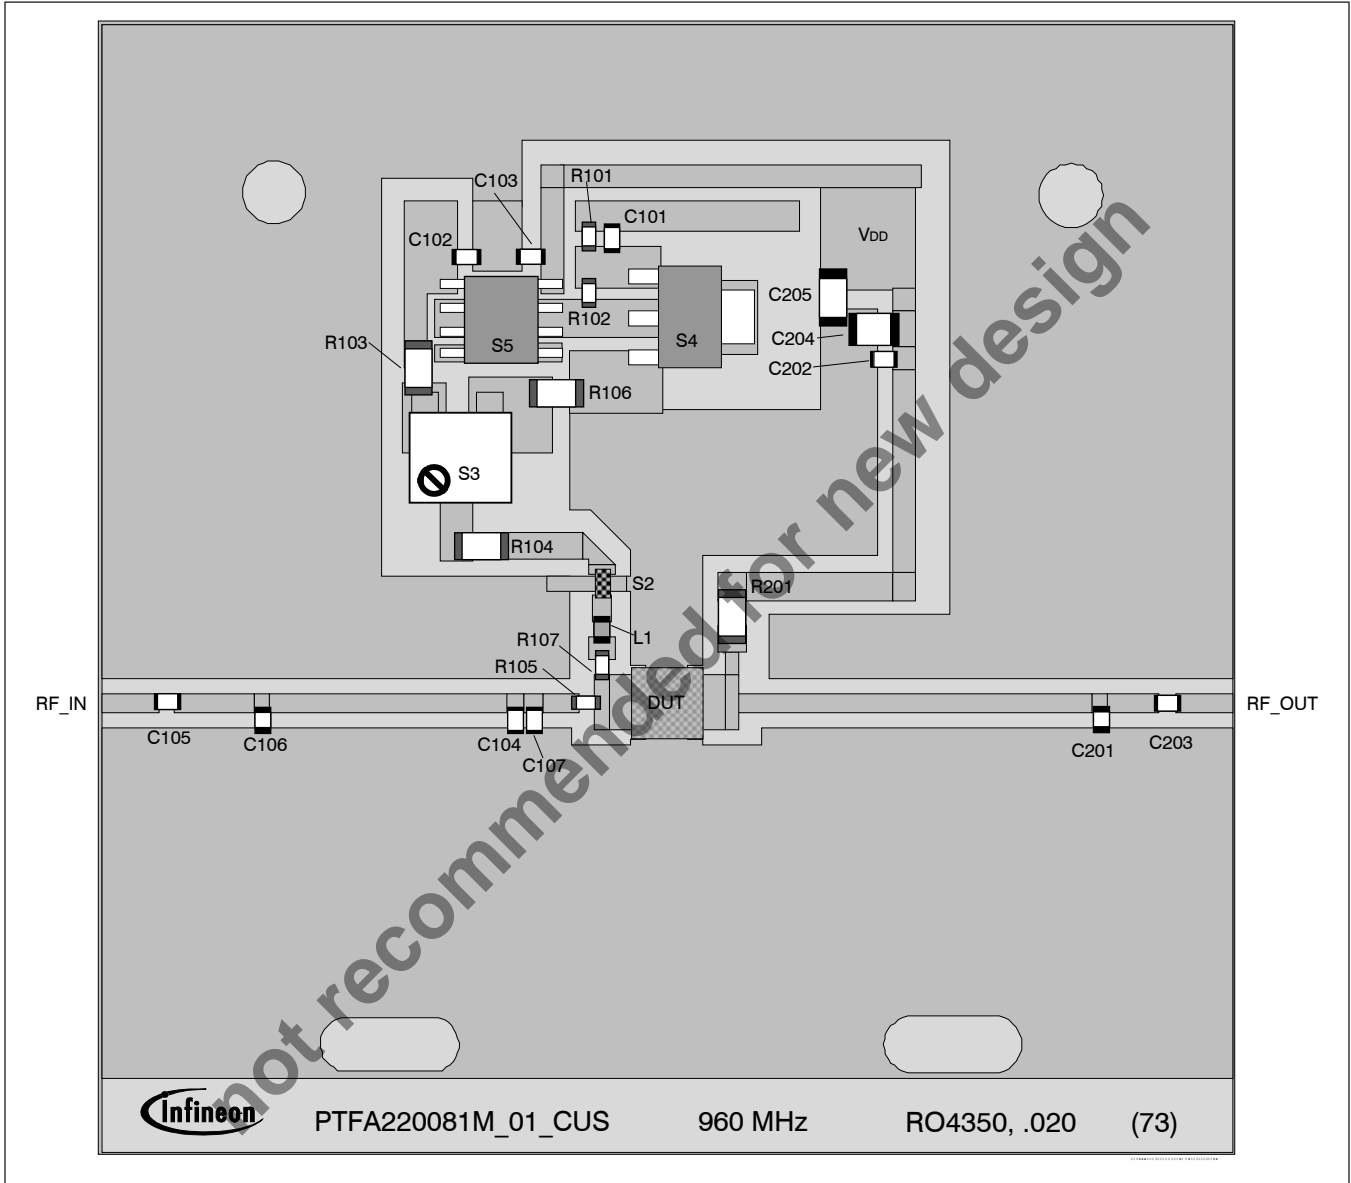 R101
C103
C101
C102
VDD
C205
R102
C204
S5
S4
R103
C202
R106
S3
R104
S2
R201
L1
R107
R105
RF_IN
DUT
RF_OUT
C105
C106
C104
C107
C201
C203
not recommended for new design
Infineon
PTFA220081M_01_CUS 960 MHz RO4350, .020 (73)